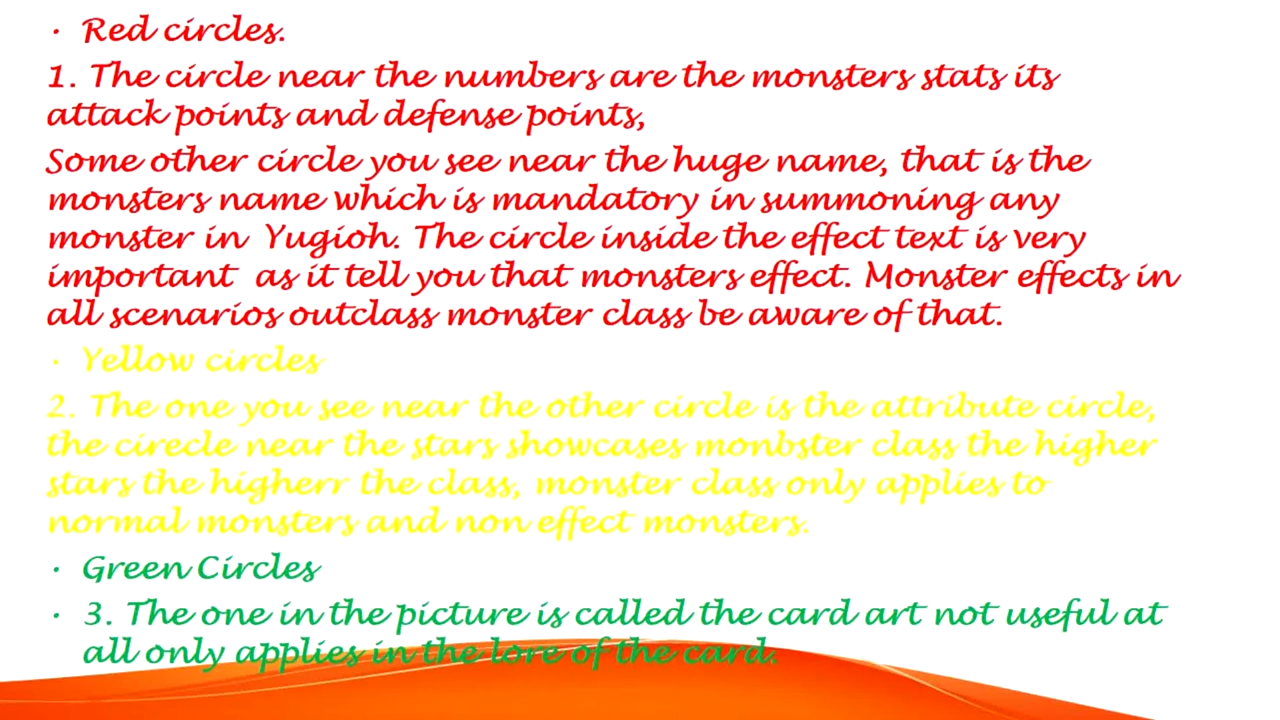 • Red circles.
1. The circle near the numbers are the monsters stats its
attack points and defense points,
Some other circle you see near the huge name, that is the
monsters name which is mandatory in summoning any
monster in Yugioh. The circle inside the effect text is very
important as it tell you that monsters effect. Monster effects in
all scenarios outclass monster class be aware of that.
• Yellow circles
2. The one you see near the other circle is the attribute circle,
the cirecle near the stars showcases monbster class the higher
stars the higherr the class, monster class only applies to
normal monsters and non effect monsters.
• Green Circles
• 3. The one in the picture is called the card art not useful at
all only applies in the lore of the card.